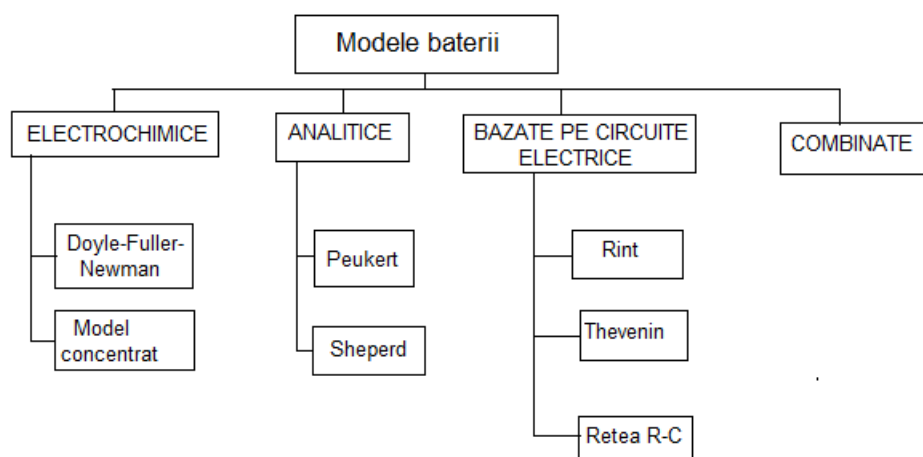 Modele baterii
ELECTROCHIMICE
ANALITICE
BAZATE PE CIRCUITE
ELECTRICE
COMBINATE
Doyle-Fuller-
Newman
Model
concentrat
Peukert
Sheperd
Rint
Thevenin
Retea R-C